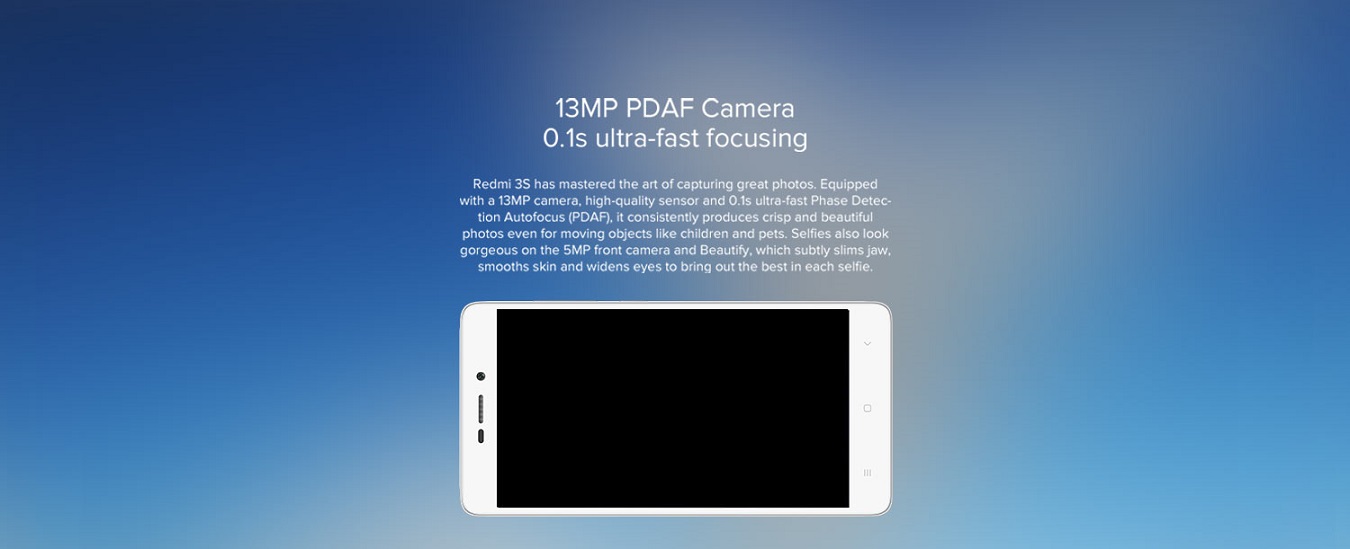 13MP PDAF Camera
0.1s ultra-fast focusing
Redmi 3S has mastered the art of capturing great photos. Equipped
with a 13MP camera, high-quality sensor and 0.1s ultra-fast Phase Detec-
tion Autofocus (PDAF), it consistently produces crisp and beautiful
photos even for moving objects like children and pets. Selfies also look
gorgeous on the 5MP front camera and Beautify, which subtly slims jaw,
smooths skin and widens eyes to bring out the best in each selfie.